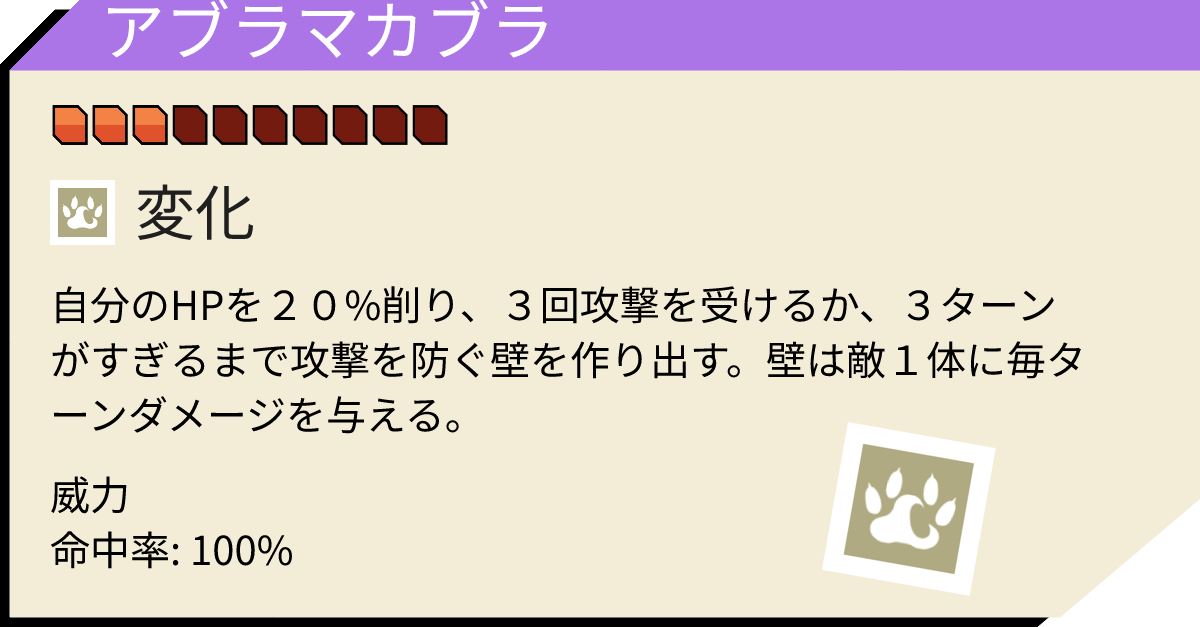 アブラマカブラ
変化
自分のHPを２０%削り、３回攻撃を受けるか、３ターン
がすぎるまで攻撃を防ぐ壁を作り出す。壁は敵１体に毎タ
ーンダメージを与える。
威力
命中率: 100%